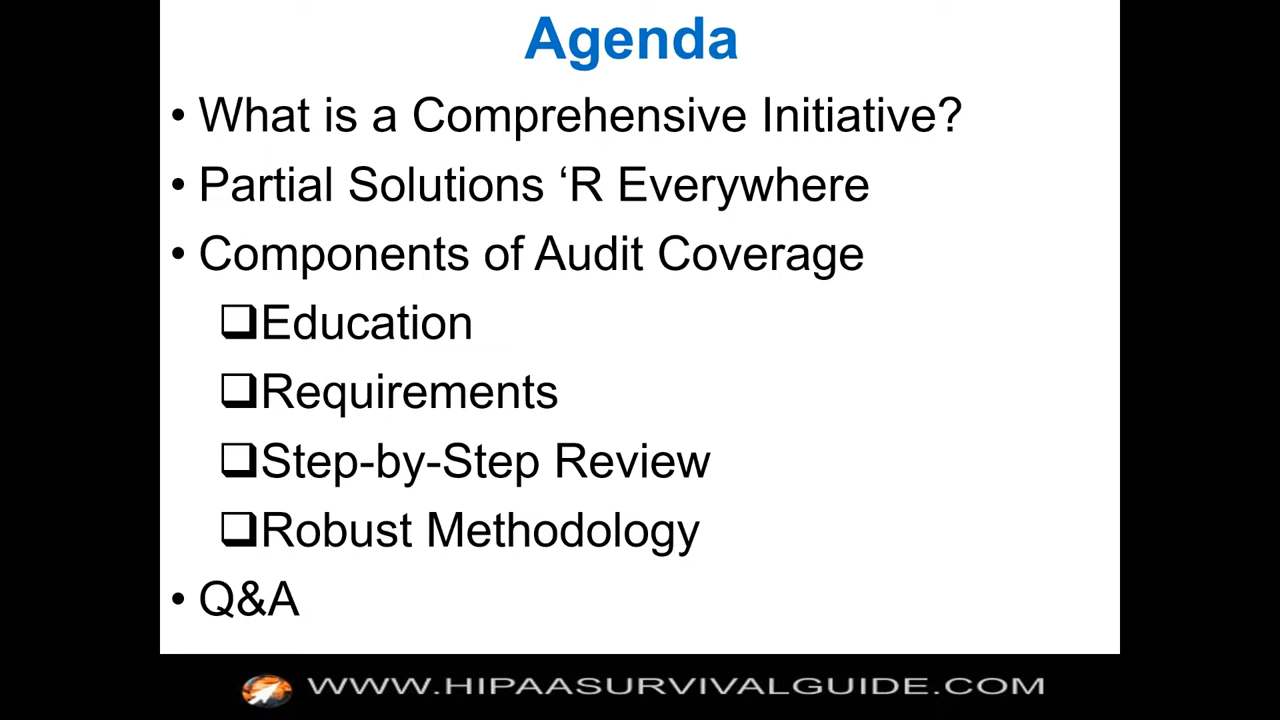 Agenda
• What is a Comprehensive Initiative?
• Partial Solutions ‘R Everywhere
• Components of Audit Coverage
❑Education
❑Requirements
❑Step-by-Step Review
❑Robust Methodology
• Q&A
WWW.HIPAASURVIVALGUIDE.COM